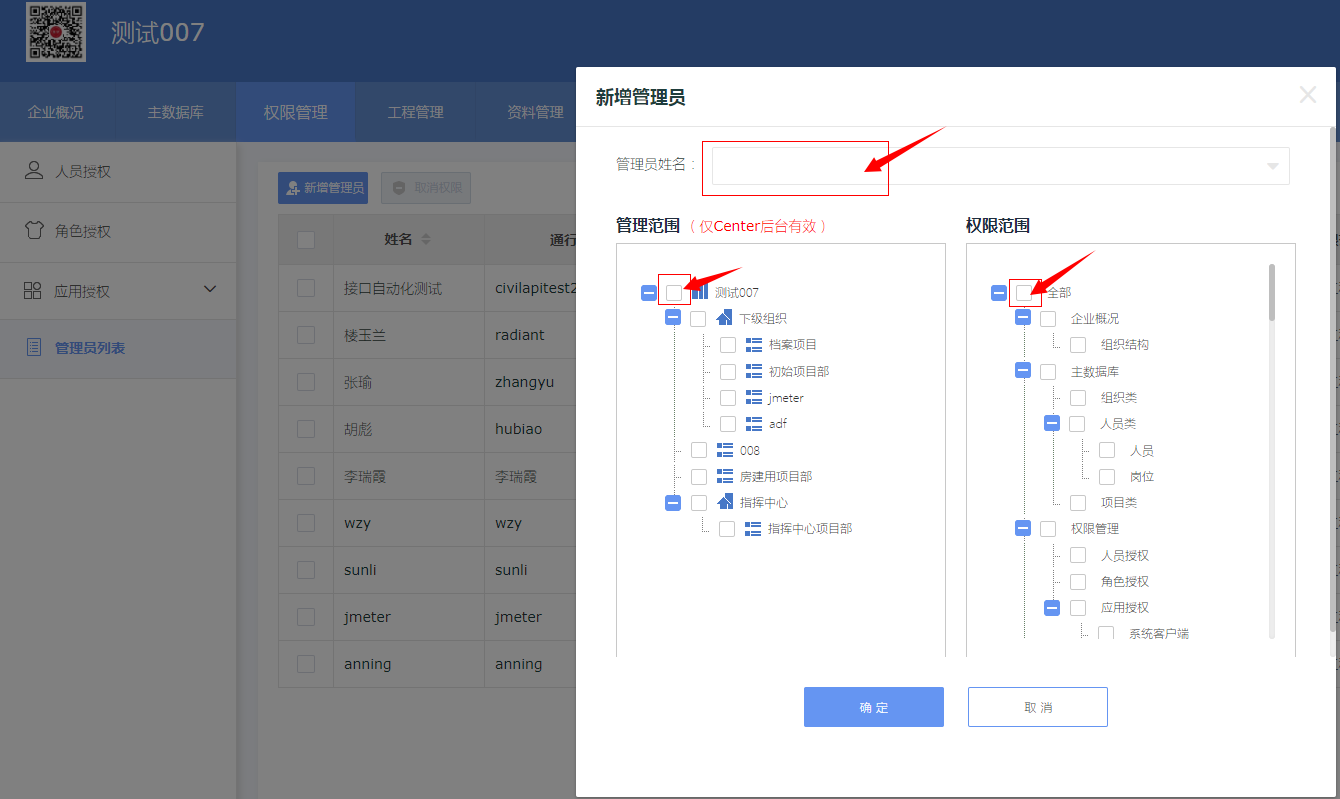 测试007
企业概况
主数据库
权限管理
工程管理
资料管理
人员授权
角色授权
应用授权
管理员列表
新增管理员
取消权限
姓名
通行
接口自动化测试
civilapitest2
楼玉兰
radiant
张瑜
zhangyu
胡彪
hubiao
李瑞霞
李瑞霞
wzy
wzy
sunli
sunli
jmeter
jmeter
anning
anning
新增管理员
管理员姓名：
管理范围（仅Center后台有效）
测试007
下级组织
档案项目
初始项目部
jmeter
adf
008
房建用项目部
指挥中心
指挥中心项目部
权限范围
全部
企业概况
组织结构
主数据库
组织类
人员类
人员
岗位
项目类
权限管理
人员授权
角色授权
应用授权
系统客户端
确 定
取 消